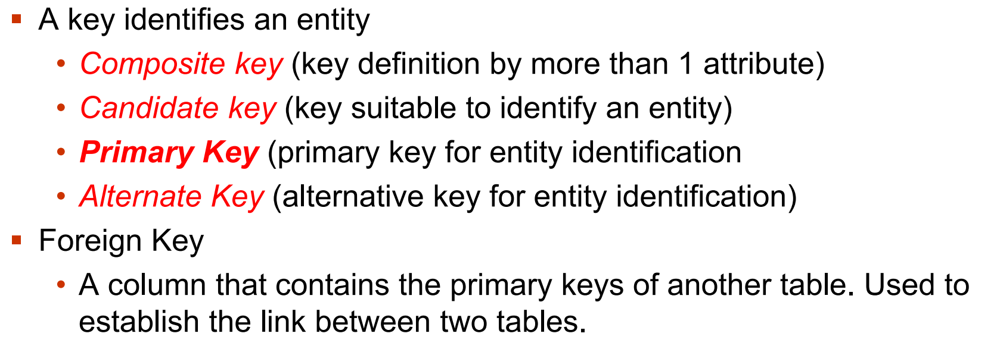 A key identifies an entity
Composite key (key definition by more than 1 attribute)
Candidate key (key suitable to identify an entity)
Primary Key (primary key for entity identification
Alternate Key (alternative key for entity identification)
Foreign Key
A column that contains the primary keys of another table. Used to
establish the link between two tables.